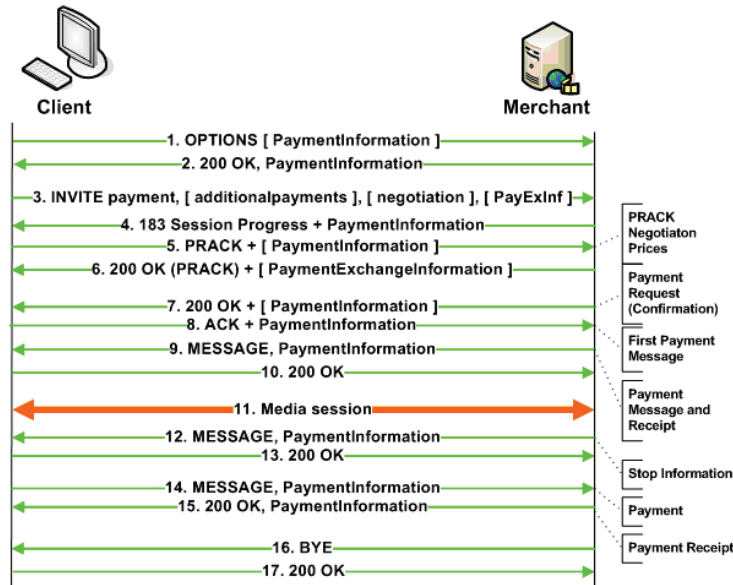 Client
Merchant
1. OPTIONS [ PaymentInformation ]
2. 200 OK, PaymentInformation
3. INVITE payment, [ additionalpayments ], [ negotiation ], [ PayExInf ]
4. 183 Session Progress + PaymentInformation
5. PRACK + [ PaymentInformation ]
6. 200 OK (PRACK) + [ PaymentExchangeInformation ]
7. 200 OK + [ PaymentInformation ]
8. ACK + PaymentInformation
9. MESSAGE, PaymentInformation
10. 200 OK
11. Media session
12. MESSAGE, PaymentInformation
13. 200 OK
14. MESSAGE, PaymentInformation
15. 200 OK, PaymentInformation
16. BYE
17. 200 OK
PRACK
Negotiaton
Prices
Payment
Request
(Confirmation)
First Payment
Message
Payment
Message and
Receipt
Stop Information
Payment
Payment Receipt